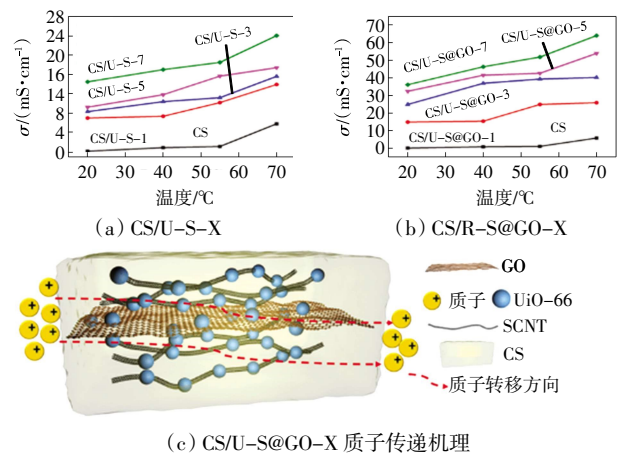 28
24
20
16
14
8
4
0
σ/(mS·cm⁻¹)
CS/U-S-7
CS/U-S-3
CS/U-S-5
CS/U-S-1
CS
20 30 40 50 60 70
温度/℃
(a) CS/U-S-X
70
60
50
40
30
20
10
0
σ/(mS·cm⁻¹)
CS/U-S@GO-7
CS/U-S@GO-5
CS/U-S@GO-3
CS/U-S@GO-1
CS
20 30 40 50 60 70
温度/℃
(b) CS/R-S@GO-X
GO
质子 UiO-66
SCNT
CS
质子转移方向
(c) CS/U-S@GO-X 质子传递机理